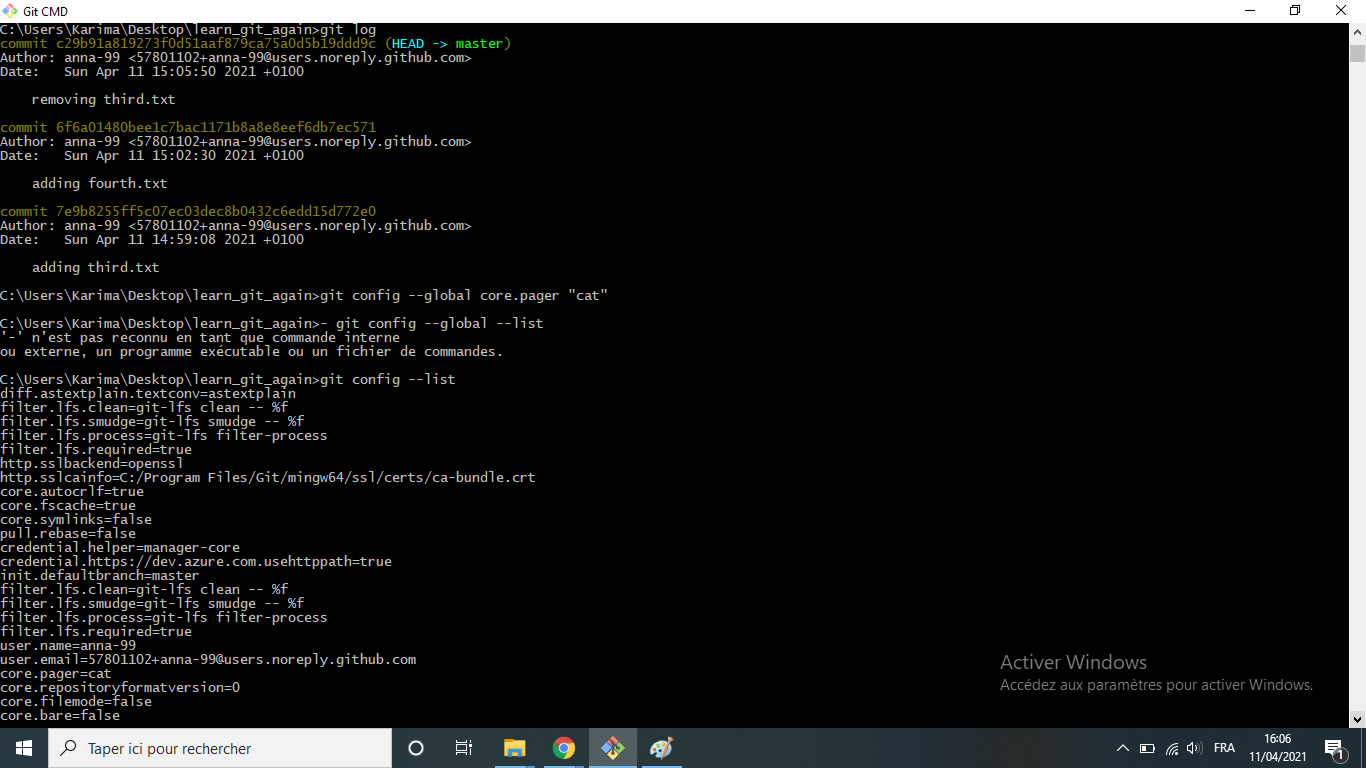 Git CMD
C:\Users\Karima\Desktop\learn_git_again>git log
commit c29b91a819273f0d51aaf879ca75a0d5b19ddd9c (HEAD -> master)
Author: anna-99 <57801102+anna-99@users.noreply.github.com>
Date:   Sun Apr 11 15:05:50 2021 +0100
    removing third.txt
commit 6f6a01480bee1c7bac1171b8a8e8eef6db7ec571
Author: anna-99 <57801102+anna-99@users.noreply.github.com>
Date:   Sun Apr 11 15:02:30 2021 +0100
    adding fourth.txt
commit 7e9b8255ff5c07ec03dec8b0432c6edd15d772e0
Author: anna-99 <57801102+anna-99@users.noreply.github.com>
Date:   Sun Apr 11 14:59:08 2021 +0100
    adding third.txt
C:\Users\Karima\Desktop\learn_git_again>git config --global core.pager "cat"
C:\Users\Karima\Desktop\learn_git_again>- git config --global --list
'-' n'est pas reconnu en tant que commande interne
ou externe, un programme exécutable ou un fichier de commandes.
C:\Users\Karima\Desktop\learn_git_again>git config --list
diff.astextplain.textconv=astextplain
filter.lfs.clean=git-lfs clean -- %f
filter.lfs.smudge=git-lfs smudge -- %f
filter.lfs.process=git-lfs filter-process
filter.lfs.required=true
http.sslbackend=openssl
http.sslcainfo=C:/Program Files/Git/mingw64/ssl/certs/ca-bundle.crt
core.autocrlf=true
core.fscache=true
core.symlinks=false
pull.rebase=false
credential.helper=manager-core
credential.https://dev.azure.com.usehttppath=true
init.defaultbranch=master
filter.lfs.clean=git-lfs clean -- %f
filter.lfs.smudge=git-lfs smudge -- %f
filter.lfs.process=git-lfs filter-process
filter.lfs.required=true
user.name=anna-99
user.email=57801102+anna-99@users.noreply.github.com
core.pager=cat
core.repositoryformatversion=0
core.filemode=false
core.bare=false
Activer Windows
Accédez aux paramètres pour activer Windows.
Taper ici pour rechercher
FRA
16:06
11/04/2021
1